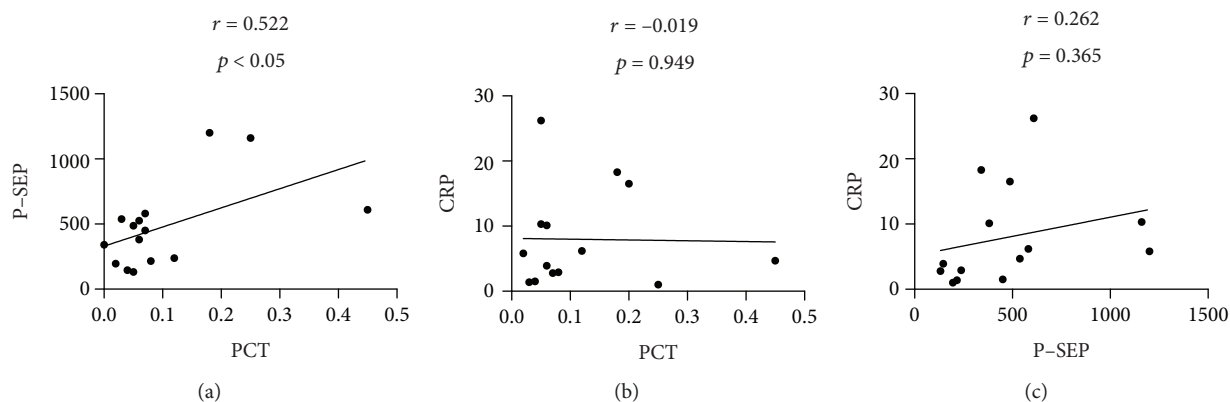 r = 0.522
p < 0.05
1500
1000
500
0
P–SEP
0.0 0.1 0.2 0.3 0.4 0.5
PCT
(a)
r = –0.019
p = 0.949
30
20
10
0
CRP
0.0 0.1 0.2 0.3 0.4 0.5
PCT
(b)
r = 0.262
p = 0.365
30
20
10
0
CRP
0 500 1000 1500
P–SEP
(c)